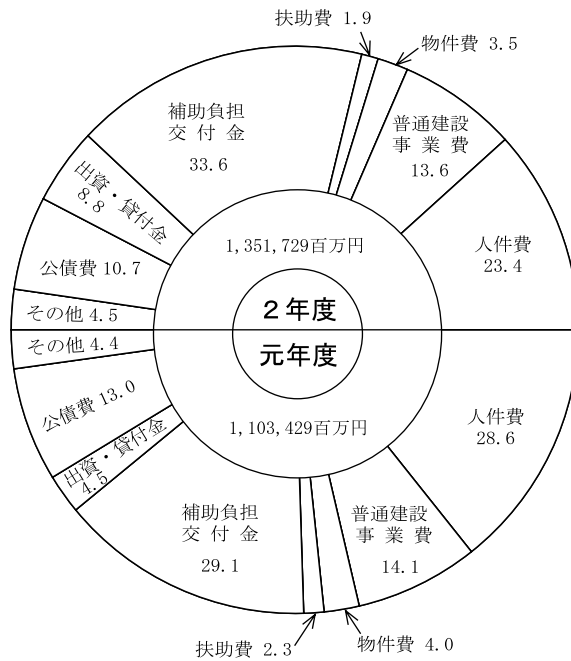 扶助費 1.9
物件費 3.5
補助負担
交付金
33.6
普通建設
事業費
13.6
出資・貸付金
8.8
人件費
23.4
1,351,729百万円
公債費 10.7
その他 4.5
2年度
元年度
その他 4.4
公債費 13.0
1,103,429百万円
人件費
28.6
出資・貸付金
4.5
補助負担
交付金
29.1
普通建設
事業費
14.1
扶助費 2.3
物件費 4.0